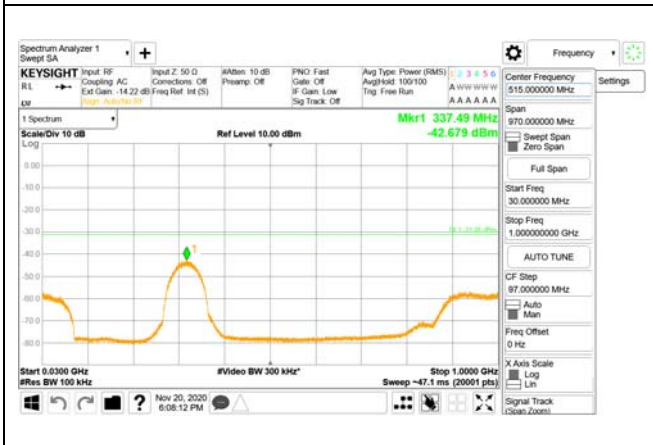 Spectrum Analyzer 1
Swept SA
Frequency
KEYSIGHT
Input: RF
Input Z: 50 Ω
#Atten: 10 dB
PNO: Fast
Avg Type: Power (RMS)
1 2 3 4 5 6
RL
Coupling: AC
Corrections: Off
Preamp: Off
Gate: Off
Avg|Hold: 100/100
A W W W W W
Ext Gain: -14.22 dB
Freq Ref: Int (S)
IF Gain: Low
Trig: Free Run
Align: Auto/No RF
Sig Track: Off
A A A A A A
Center Frequency
515.000000 MHz
Settings
Span
970.000000 MHz
Swept Span
Zero Span
Full Span
Start Freq
30.000000 MHz
Stop Freq
1.000000000 GHz
AUTO TUNE
CF Step
97.000000 MHz
Auto
Man
Freq Offset
0 Hz
X Axis Scale
Log
Lin
Signal Track
(Span Zoom)
1 Spectrum
Mkr1 337.49 MHz
Scale/Div 10 dB
Ref Level 10.00 dBm
-42.679 dBm
Log
0.00
-10.0
-20.0
-30.0
-40.0
-50.0
-60.0
-70.0
-80.0
1
Start 0.0300 GHz
#Video BW 300 kHz*
Stop 1.0000 GHz
#Res BW 100 kHz
Sweep ~47.1 ms (20001 pts)
?
Nov 20, 2020
6:08:12 PM